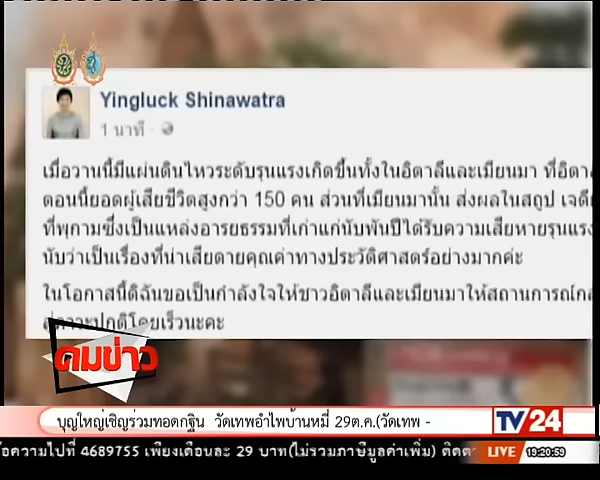 Yingluck Shinawatra
1 นาที
เมื่อวานนี้มีแผ่นดินไหวระดับรุนแรงเกิดขึ้นทั้งในอิตาลีและเมียนมา ที่อิตาล
ตอนนี้ยอดผู้เสียชีวิตสูงกว่า 150 คน ส่วนที่เมียนมานั้น ส่งผลในสถูป เจดีย
ที่พุกามซึ่งเป็นแหล่งอารยธรรมที่เก่าแก่นับพันปีได้รับความเสียหายรุนแรง
นับว่าเป็นเรื่องที่น่าเสียดายคุณค่าทางประวัติศาสตร์อย่างมากค่ะ
ในโอกาสนี้ดิฉันขอเป็นกำลังใจให้ชาวอิตาลีและเมียนมาให้สถานการณ์กล
สู่ภาวะปกติโดยเร็วนะคะ
คมข่าว
บุญใหญ่เชิญร่วมทอดกฐิน วัดเทพอำไพบ้านหมี่ 29ต.ค.(วัดเทพ -
TV24
้อความไปที่ 4689755 เพียงเดือนละ 29 บาท(ไม่รวมภาษีมูลค่าเพิ่ม) ติดตา
LIVE 19:20:59